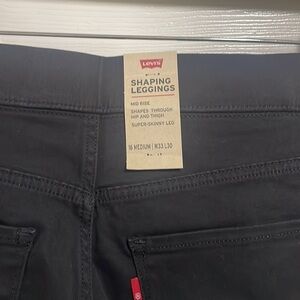 Levi's
SHAPING
LEGGINGS
MID RISE
SHAPES THROUGH
HIP AND THIGH
SUPER-SKINNY LEG
16 MEDIUM | W33 L30